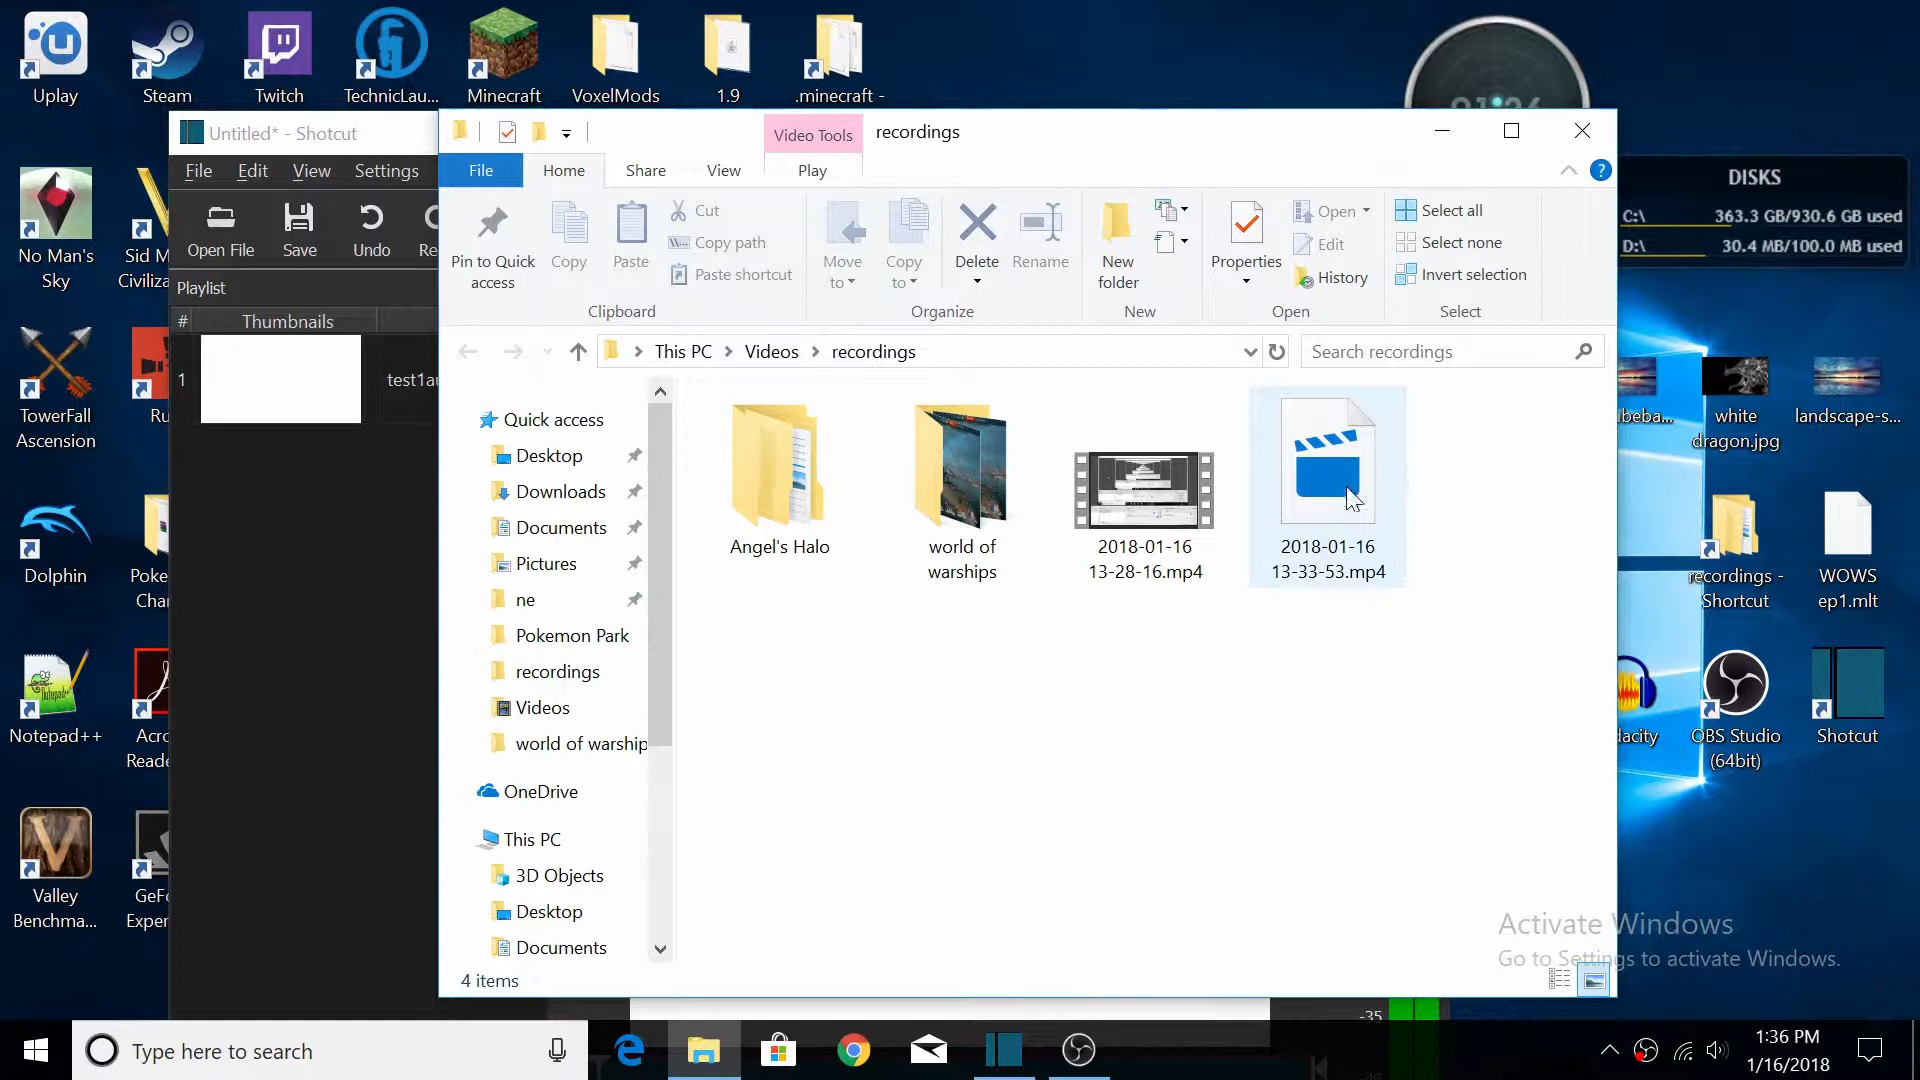 Uplay
Steam
Twitch
TechnicLau...
Minecraft
VoxelMods
1.9
.minecraft -
Untitled* - Shotcut
File Edit View Settings
Open File Save Undo Re
Playlist
# Thumbnails
1 test1au
No Man's
Sky
Sid M
Civiliza
TowerFall
Ascension
Ru
Dolphin
Poke
Cha
Notepad++
Acro
Reade
Valley
Benchma...
GeFo
Exper
Video Tools
recordings
File Home Share View Play
Pin to Quick
access
Copy
Paste
Cut
Copy path
Paste shortcut
Clipboard
Move
to
Copy
to
Delete
Rename
Organize
New
folder
New
Properties
Open
Edit
History
Open
Select all
Select none
Invert selection
Select
This PC Videos recordings
Search recordings
Quick access
Desktop
Downloads
Documents
Pictures
ne
Pokemon Park
recordings
Videos
world of warship
OneDrive
This PC
3D Objects
Desktop
Documents
Angel's Halo
world of
warships
2018-01-16
13-28-16.mp4
2018-01-16
13-33-53.mp4
4 items
DISKS
C:\ 363.3 GB/930.6 GB used
D:\ 30.4 MB/100.0 MB used
white
dragon.jpg
landscape-s...
recordings -
Shortcut
WOWS
ep1.mlt
dacity
OBS Studio
(64bit)
Shotcut
Activate Windows
Go to Settings to activate Windows.
-35
Type here to search
1:36 PM
1/16/2018